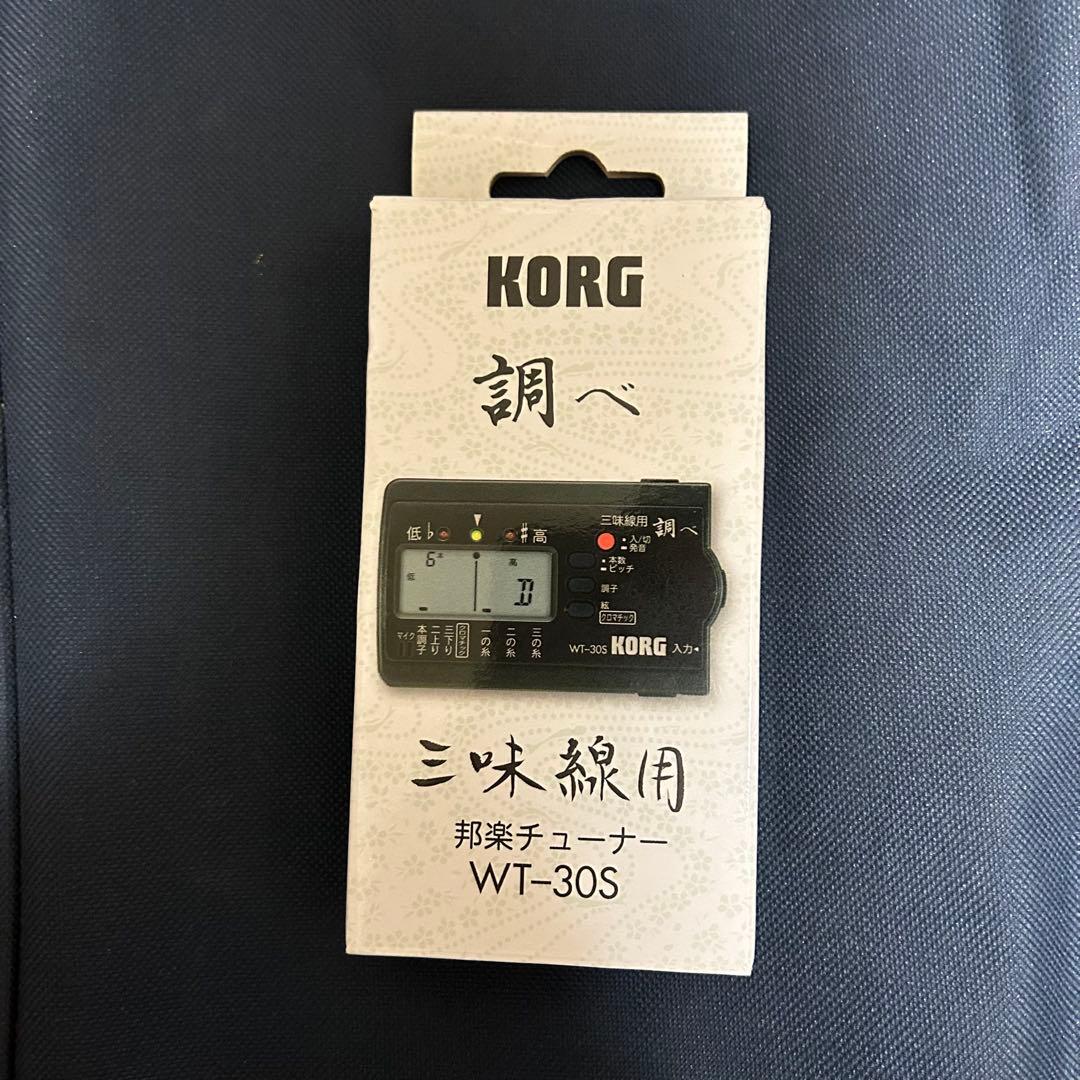 KORG
調べ
低♭ ♯高
三味線用 調べ
・入/切
発音
・本数
ピッチ
調子
絃
クロマチック
6本
高
低
D
マイク
本調子
二上り
三下り
クロマチック
一の糸
二の糸
三の糸
WT-30S KORG 入力
三味線用
邦楽チューナー
WT-30S